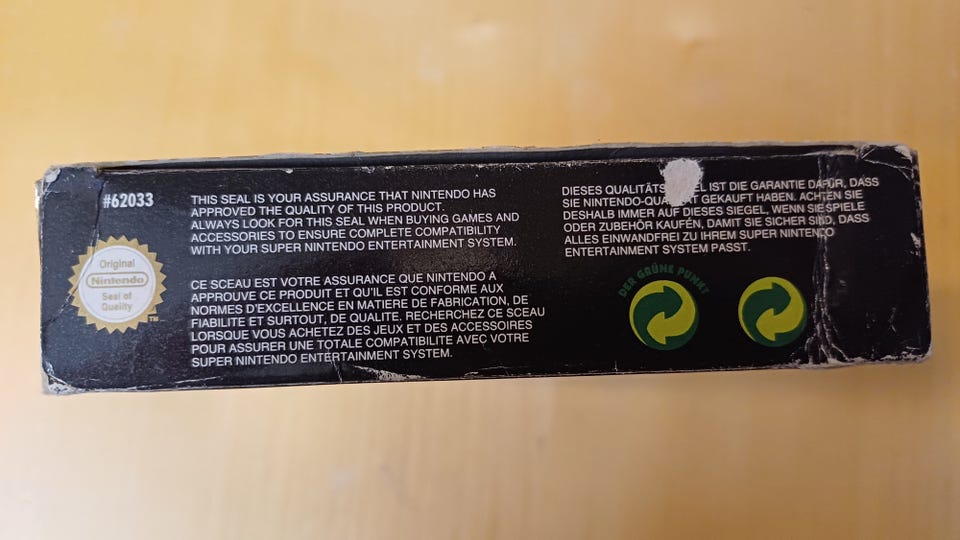 #62033
Original
Nintendo
Seal of
Quality
TM
THIS SEAL IS YOUR ASSURANCE THAT NINTENDO HAS
APPROVED THE QUALITY OF THIS PRODUCT.
ALWAYS LOOK FOR THIS SEAL WHEN BUYING GAMES AND
ACCESSORIES TO ENSURE COMPLETE COMPATIBILITY
WITH YOUR SUPER NINTENDO ENTERTAINMENT SYSTEM.
CE SCEAU EST VOTRE ASSURANCE QUE NINTENDO A
APPROUVE CE PRODUIT ET QU'IL EST CONFORME AUX
NORMES D'EXCELLENCE EN MATIERE DE FABRICATION, DE
FIABILITE ET SURTOUT, DE QUALITE. RECHERCHEZ CE SCEAU
LORSQUE VOUS ACHETEZ DES JEUX ET DES ACCESSOIRES
POUR ASSURER UNE TOTALE COMPATIBILITE AVEC VOTRE
SUPER NINTENDO ENTERTAINMENT SYSTEM.
DIESES IST DIE GARANTIE DAFÜR, DASS
SIE GEKAUFT HABEN. ACHTEN SIE
DESHALB IMMER AUF DIESES SIEGEL, WENN SIE SPIELE
ODER ZUBEHÖR KAUFEN, DAMIT SIE SICHER SIND, DASS
ALLES EINWANDFREI ZU IHREM SUPER NINTENDO
ENTERTAINMENT SYSTEM PASST.
DER GRÜNE PUNKT